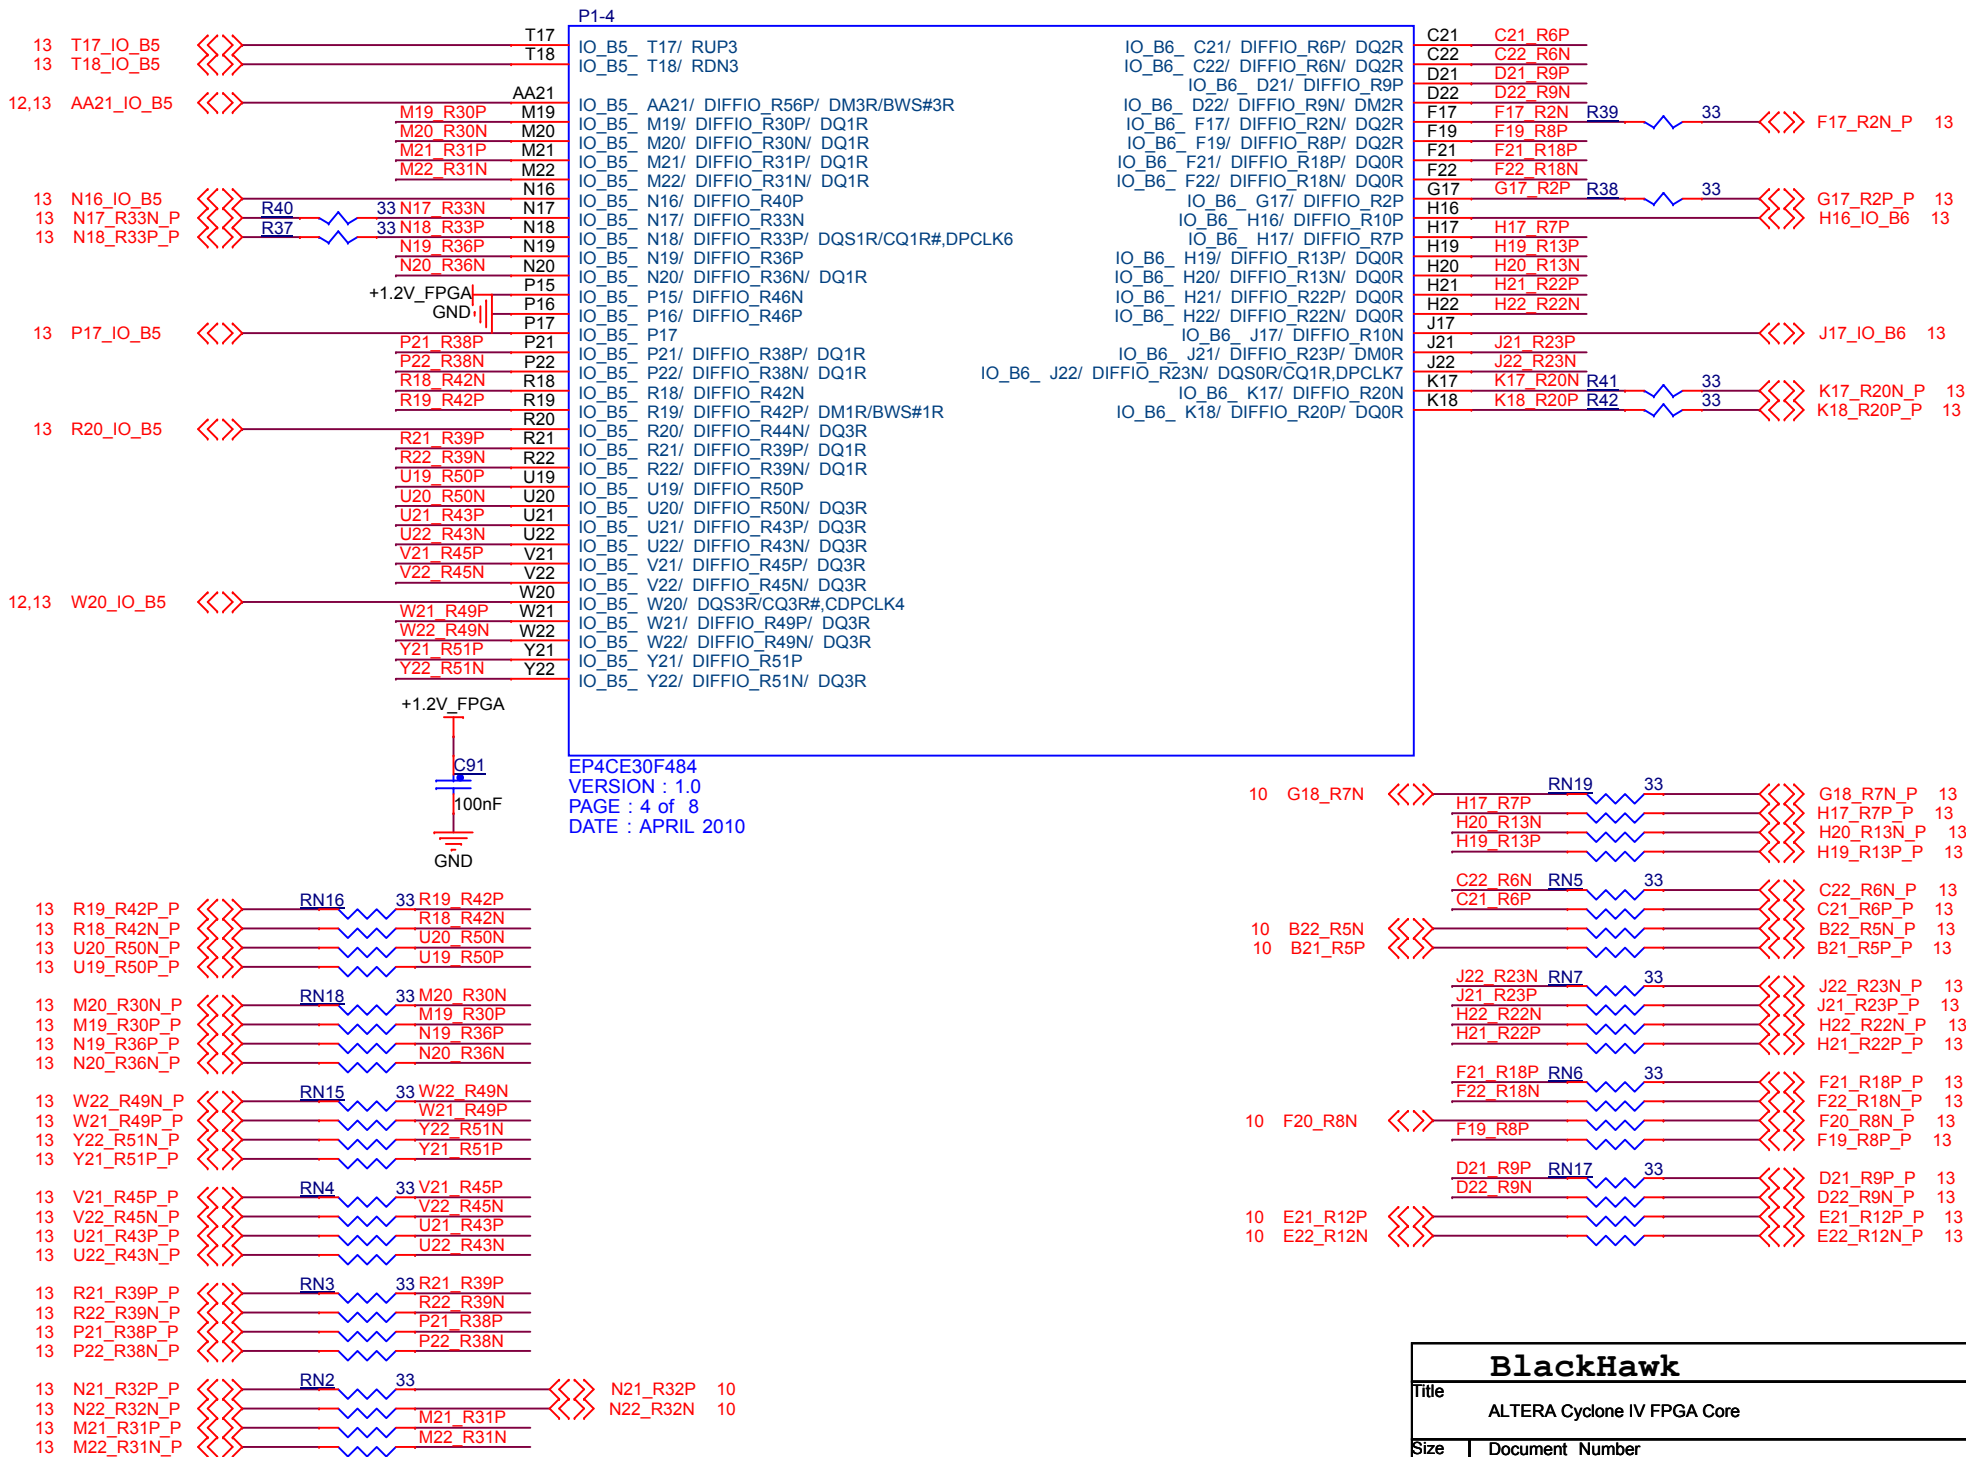 P1-4
13 T17_IO_B5 T17 IO_B5_ T17/ RUP3
13 T18_IO_B5 T18 IO_B5_ T18/ RDN3
12,13 AA21_IO_B5 AA21 IO_B5_ AA21/ DIFFIO_R56P/ DM3R/BWS#3R
M19_R30P M19 IO_B5_ M19/ DIFFIO_R30P/ DQ1R
M20_R30N M20 IO_B5_ M20/ DIFFIO_R30N/ DQ1R
M21_R31P M21 IO_B5_ M21/ DIFFIO_R31P/ DQ1R
M22_R31N M22 IO_B5_ M22/ DIFFIO_R31N/ DQ1R
13 N16_IO_B5 N16 IO_B5_ N16/ DIFFIO_R40P
13 N17_R33N_P R40 33 N17_R33N N17 IO_B5_ N17/ DIFFIO_R33N
13 N18_R33P_P R37 33 N18_R33P N18 IO_B5_ N18/ DIFFIO_R33P/ DQS1R/CQ1R#,DPCLK6
N19_R36P N19 IO_B5_ N19/ DIFFIO_R36P
N20_R36N N20 IO_B5_ N20/ DIFFIO_R36N/ DQ1R
+1.2V_FPGA P15 IO_B5_ P15/ DIFFIO_R46N
GND P16 IO_B5_ P16/ DIFFIO_R46P
13 P17_IO_B5 P17 IO_B5_ P17
P21_R38P P21 IO_B5_ P21/ DIFFIO_R38P/ DQ1R
P22_R38N P22 IO_B5_ P22/ DIFFIO_R38N/ DQ1R
R18_R42N R18 IO_B5_ R18/ DIFFIO_R42N
R19_R42P R19 IO_B5_ R19/ DIFFIO_R42P/ DM1R/BWS#1R
13 R20_IO_B5 R20 IO_B5_ R20/ DIFFIO_R44N/ DQ3R
R21_R39P R21 IO_B5_ R21/ DIFFIO_R39P/ DQ1R
R22_R39N R22 IO_B5_ R22/ DIFFIO_R39N/ DQ1R
U19_R50P U19 IO_B5_ U19/ DIFFIO_R50P
U20_R50N U20 IO_B5_ U20/ DIFFIO_R50N/ DQ3R
U21_R43P U21 IO_B5_ U21/ DIFFIO_R43P/ DQ3R
U22_R43N U22 IO_B5_ U22/ DIFFIO_R43N/ DQ3R
V21_R45P V21 IO_B5_ V21/ DIFFIO_R45P/ DQ3R
V22_R45N V22 IO_B5_ V22/ DIFFIO_R45N/ DQ3R
12,13 W20_IO_B5 W20 IO_B5_ W20/ DQS3R/CQ3R#,CDPCLK4
W21_R49P W21 IO_B5_ W21/ DIFFIO_R49P/ DQ3R
W22_R49N W22 IO_B5_ W22/ DIFFIO_R49N/ DQ3R
Y21_R51P Y21 IO_B5_ Y21/ DIFFIO_R51P
Y22_R51N Y22 IO_B5_ Y22/ DIFFIO_R51N/ DQ3R
IO_B6_ C21/ DIFFIO_R6P/ DQ2R C21 C21_R6P
IO_B6_ C22/ DIFFIO_R6N/ DQ2R C22 C22_R6N
IO_B6_ D21/ DIFFIO_R9P D21 D21_R9P
IO_B6_ D22/ DIFFIO_R9N/ DM2R D22 D22_R9N
IO_B6_ F17/ DIFFIO_R2N/ DQ2R F17 F17_R2N R39 33 F17_R2N_P 13
IO_B6_ F19/ DIFFIO_R8P/ DQ2R F19 F19_R8P
IO_B6_ F21/ DIFFIO_R18P/ DQ0R F21 F21_R18P
IO_B6_ F22/ DIFFIO_R18N/ DQ0R F22 F22_R18N
IO_B6_ G17/ DIFFIO_R2P G17 G17_R2P R38 33 G17_R2P_P 13
IO_B6_ H16/ DIFFIO_R10P H16 H16_IO_B6 13
IO_B6_ H17/ DIFFIO_R7P H17 H17_R7P
IO_B6_ H19/ DIFFIO_R13P/ DQ0R H19 H19_R13P
IO_B6_ H20/ DIFFIO_R13N/ DQ0R H20 H20_R13N
IO_B6_ H21/ DIFFIO_R22P/ DQ0R H21 H21_R22P
IO_B6_ H22/ DIFFIO_R22N/ DQ0R H22 H22_R22N
IO_B6_ J17/ DIFFIO_R10N J17 J17_IO_B6 13
IO_B6_ J21/ DIFFIO_R23P/ DM0R J21 J21_R23P
IO_B6_ J22/ DIFFIO_R23N/ DQS0R/CQ1R,DPCLK7 J22 J22_R23N
IO_B6_ K17/ DIFFIO_R20N K17 K17_R20N R41 33 K17_R20N_P 13
IO_B6_ K18/ DIFFIO_R20P/ DQ0R K18 K18_R20P R42 33 K18_R20P_P 13
+1.2V_FPGA
C91
100nF
GND
EP4CE30F484
VERSION : 1.0
PAGE : 4 of 8
DATE : APRIL 2010
13 R19_R42P_P RN16 33 R19_R42P
13 R18_R42N_P R18_R42N
13 U20_R50N_P U20_R50N
13 U19_R50P_P U19_R50P
13 M20_R30N_P RN18 33 M20_R30N
13 M19_R30P_P M19_R30P
13 N19_R36P_P N19_R36P
13 N20_R36N_P N20_R36N
13 W22_R49N_P RN15 33 W22_R49N
13 W21_R49P_P W21_R49P
13 Y22_R51N_P Y22_R51N
13 Y21_R51P_P Y21_R51P
13 V21_R45P_P RN4 33 V21_R45P
13 V22_R45N_P V22_R45N
13 U21_R43P_P U21_R43P
13 U22_R43N_P U22_R43N
13 R21_R39P_P RN3 33 R21_R39P
13 R22_R39N_P R22_R39N
13 P21_R38P_P P21_R38P
13 P22_R38N_P P22_R38N
13 N21_R32P_P RN2 33 N21_R32P 10
13 N22_R32N_P N22_R32N 10
13 M21_R31P_P M21_R31P
13 M22_R31N_P M22_R31N
10 G18_R7N RN19 33 G18_R7N_P 13
H17_R7P H17_R7P_P 13
H20_R13N H20_R13N_P 13
H19_R13P H19_R13P_P 13
C22_R6N RN5 33 C22_R6N_P 13
C21_R6P C21_R6P_P 13
10 B22_R5N B22_R5N_P 13
10 B21_R5P B21_R5P_P 13
J22_R23N RN7 33 J22_R23N_P 13
J21_R23P J21_R23P_P 13
H22_R22N H22_R22N_P 13
H21_R22P H21_R22P_P 13
F21_R18P RN6 33 F21_R18P_P 13
F22_R18N F22_R18N_P 13
10 F20_R8N F20_R8N_P 13
F19_R8P F19_R8P_P 13
D21_R9P RN17 33 D21_R9P_P 13
D22_R9N D22_R9N_P 13
10 E21_R12P E21_R12P_P 13
10 E22_R12N E22_R12N_P 13
BlackHawk
Title
ALTERA Cyclone IV FPGA Core
Size Document Number